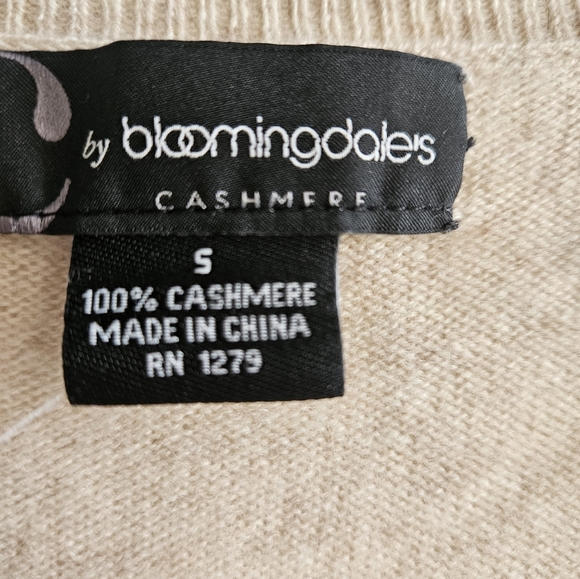 C
by bloomingdale's
CASHMERE
S
100% CASHMERE
MADE IN CHINA
RN 1279